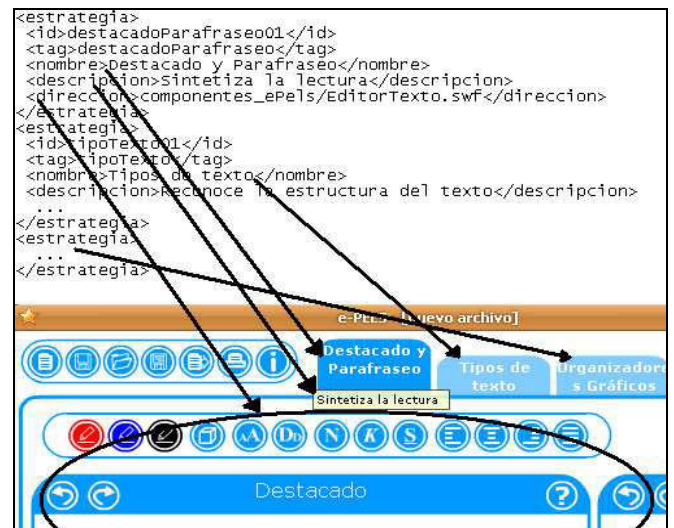 <estrategia>
<id>destacadoParafraseo01</id>
<tag>destacadoParafraseo</tag>
<nombre>Destacado y Parafraseo</nombre>
<descripcion>Sintetiza la lectura</descripcion>
<direccion>componentes_ePels/EditorTexto.swf</direccion>
</estrategia>
<estrategia>
<id>tipoTexto01</id>
<tag>tipoTexto</tag>
<nombre>Tipos de texto</nombre>
<descripcion>Reconoce la estructura del texto</descripcion>
...
</estrategia>
<estrategia>
...
</estrategia>
e-PELS - [Nuevo archivo]
Destacado y
Parafraseo
Tipos de
texto
Organizadore
s Gráficos
Sintetiza la lectura
AA DD N K S
Destacado ?